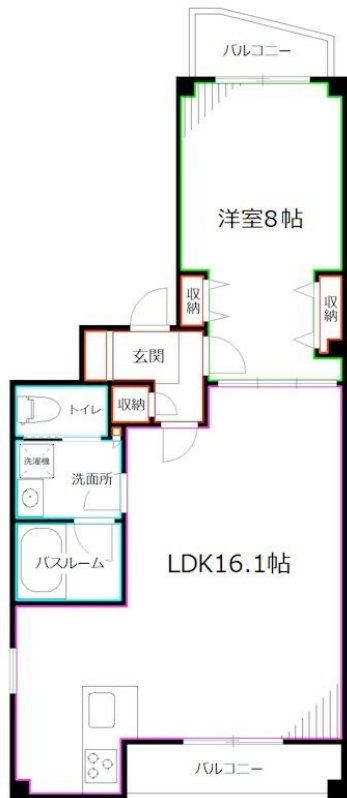 バルコニー
洋室8帖
収納
収納
玄関
収納
トイレ
洗濯機
洗面所
バスルーム
LDK16.1帖
バルコニー